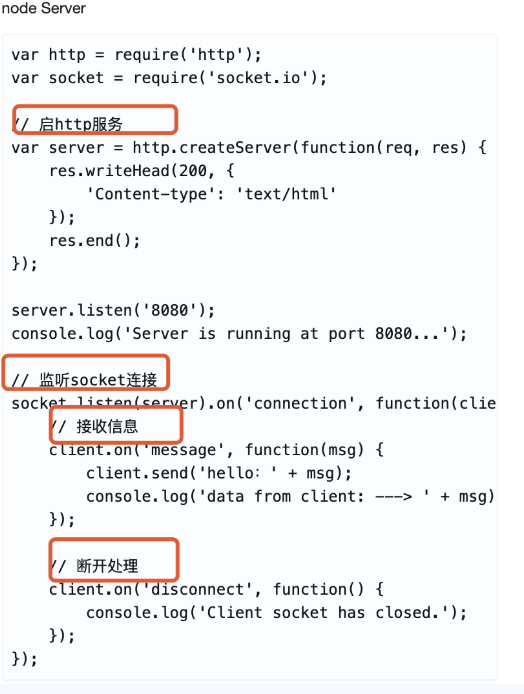 node Server
var http = require('http');
var socket = require('socket.io');
// 启http服务
var server = http.createServer(function(req, res) {
    res.writeHead(200, {
        'Content-type': 'text/html'
    });
    res.end();
});
server.listen('8080');
console.log('Server is running at port 8080...');
// 监听socket连接
socket.listen(server).on('connection', function(clie
    // 接收信息
    client.on('message', function(msg) {
        client.send('hello: ' + msg);
        console.log('data from client: ---> ' + msg)
    });
    // 断开处理
    client.on('disconnect', function() {
        console.log('Client socket has closed.');
    });
});